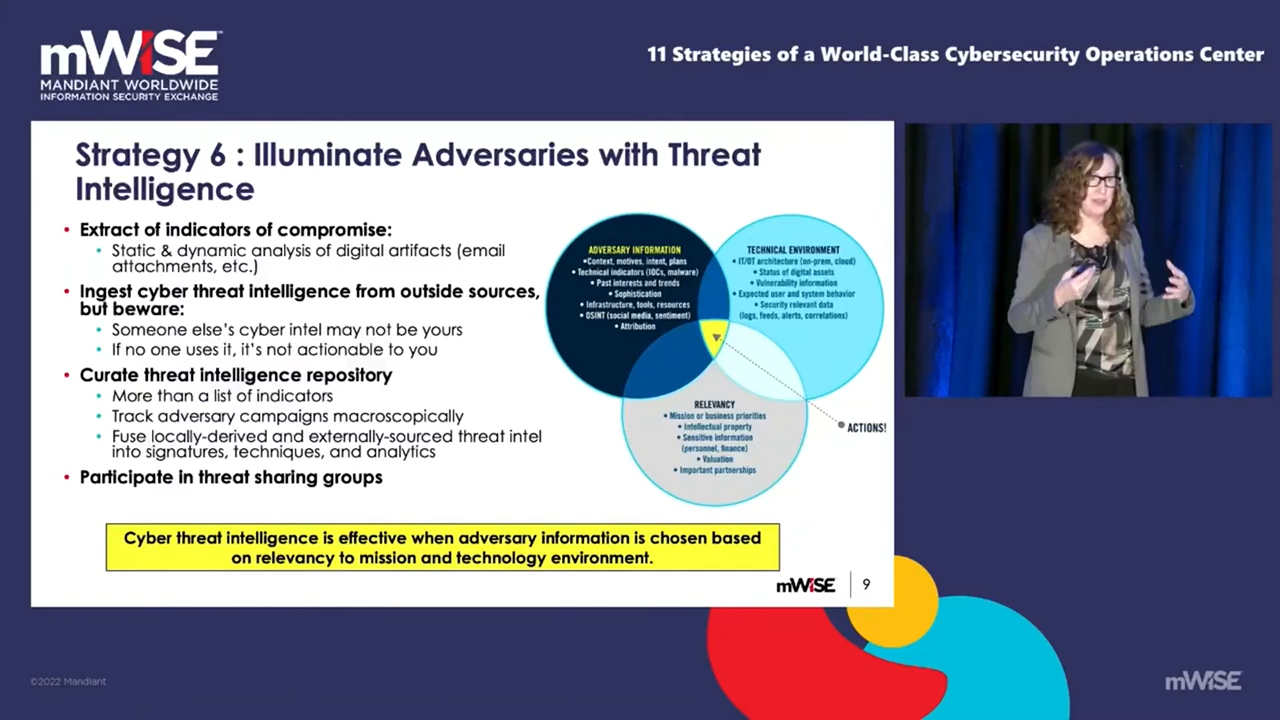 mWISE™
MANDIANT WORLDWIDE
INFORMATION SECURITY EXCHANGE
11 Strategies of a World-Class Cybersecurity Operations Center
Strategy 6 : Illuminate Adversaries with Threat
Intelligence
• Extract of indicators of compromise:
• Static & dynamic analysis of digital artifacts (email
attachments, etc.)
• Ingest cyber threat intelligence from outside sources,
but beware:
• Someone else's cyber intel may not be yours
• If no one uses it, it's not actionable to you
• Curate threat intelligence repository
• More than a list of indicators
• Track adversary campaigns macroscopically
• Fuse locally-derived and externally-sourced threat intel
into signatures, techniques, and analytics
• Participate in threat sharing groups
ADVERSARY INFORMATION
•Context, motives, intent, plans
• Technical indicators (IOCs, malware)
• Past interests and trends
• Sophistication
• Infrastructure, tools, resources
• OSINT (social media, sentiment)
• Attribution
TECHNICAL ENVIRONMENT
• IT/OT architecture (on-prem, cloud)
• Status of digital assets
• Vulnerability information
• Expected user and system behavior
• Security relevant data
(logs, feeds, alerts, correlations)
RELEVANCY
• Mission or business priorities
• Intellectual property
• Sensitive information
(personnel, finance)
• Valuation
• Important partnerships
ACTIONS!
Cyber threat intelligence is effective when adversary information is chosen based
on relevancy to mission and technology environment.
mWISE
9
©2022 Mandiant
mWISE